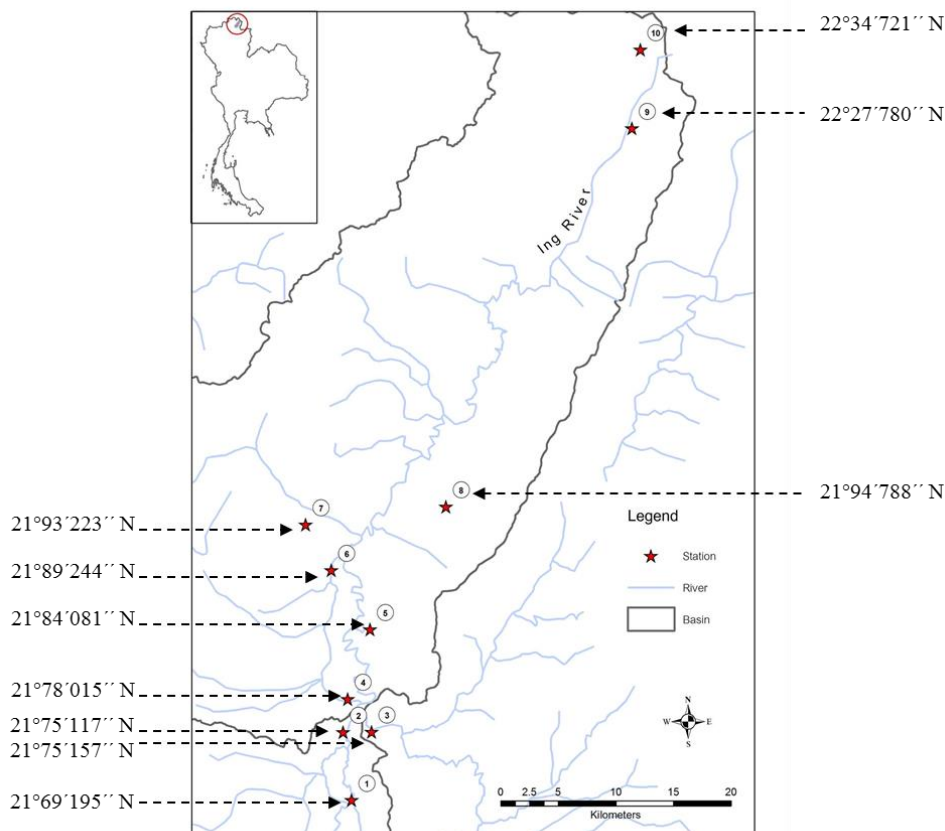 22°34´721´´ N
10
22°27´780´´ N
9
Ing River
8
21°94´788´´ N
Legend
7
21°93´223´´ N
Station
6
21°89´244´´ N
River
5
21°84´081´´ N
Basin
4
21°78´015´´ N
2
3
N
W
E
S
21°75´117´´ N
21°75´157´´ N
1
21°69´195´´ N
0 2.5 5 10 15 20
Kilometers